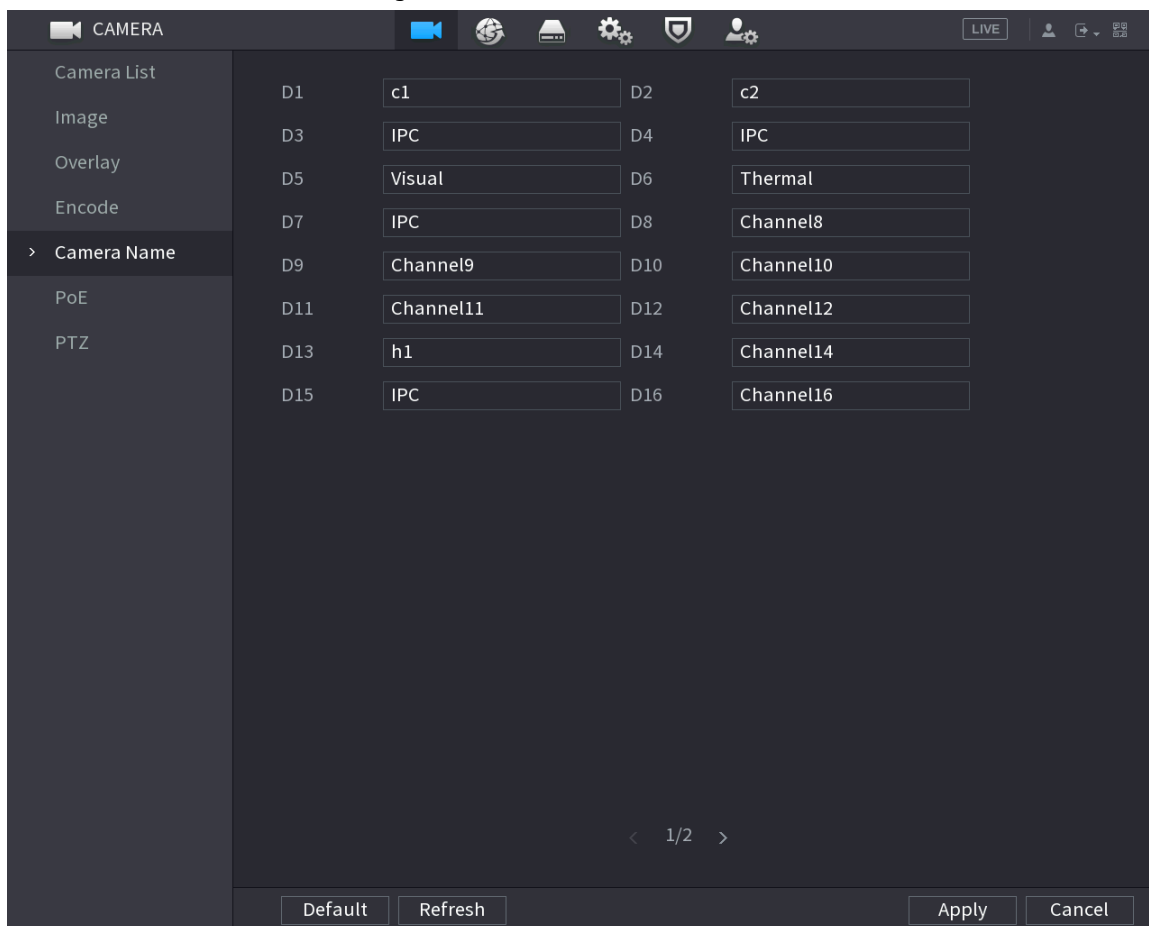 CAMERA LIVE
Camera List
Image
Overlay
Encode
> Camera Name
PoE
PTZ
D1 c1 D2 c2
D3 IPC D4 IPC
D5 Visual D6 Thermal
D7 IPC D8 Channel8
D9 Channel9 D10 Channel10
D11 Channel11 D12 Channel12
D13 h1 D14 Channel14
D15 IPC D16 Channel16
< 1/2 >
Default Refresh Apply Cancel